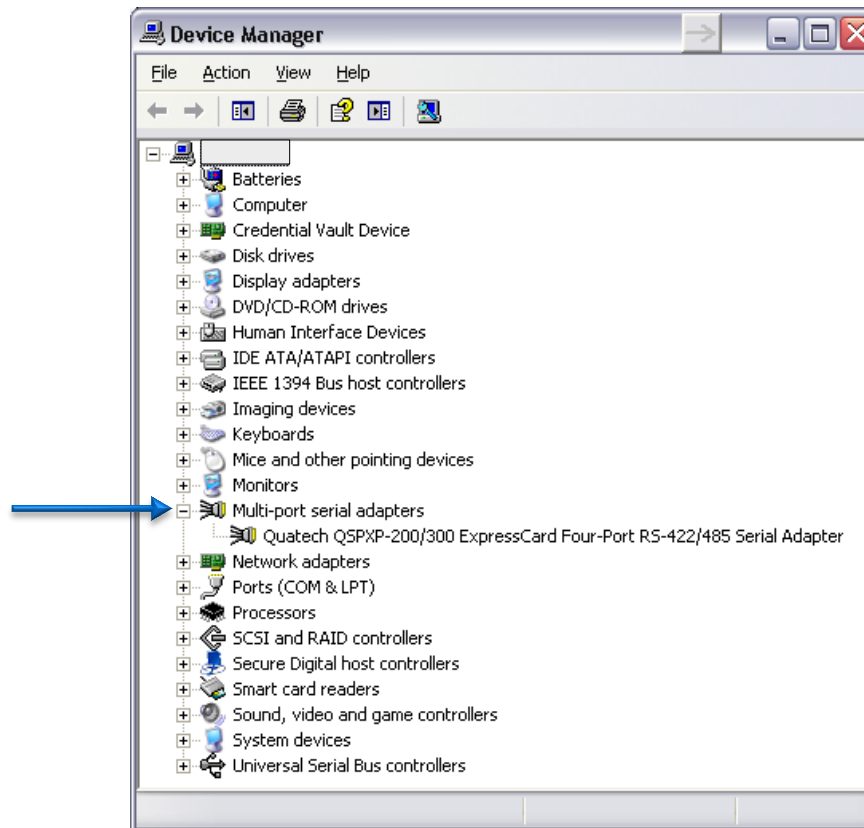 Device Manager
File Action View Help
Batteries
Computer
Credential Vault Device
Disk drives
Display adapters
DVD/CD-ROM drives
Human Interface Devices
IDE ATA/ATAPI controllers
IEEE 1394 Bus host controllers
Imaging devices
Keyboards
Mice and other pointing devices
Monitors
Multi-port serial adapters
Quatech QSPXP-200/300 ExpressCard Four-Port RS-422/485 Serial Adapter
Network adapters
Ports (COM & LPT)
Processors
SCSI and RAID controllers
Secure Digital host controllers
Smart card readers
Sound, video and game controllers
System devices
Universal Serial Bus controllers